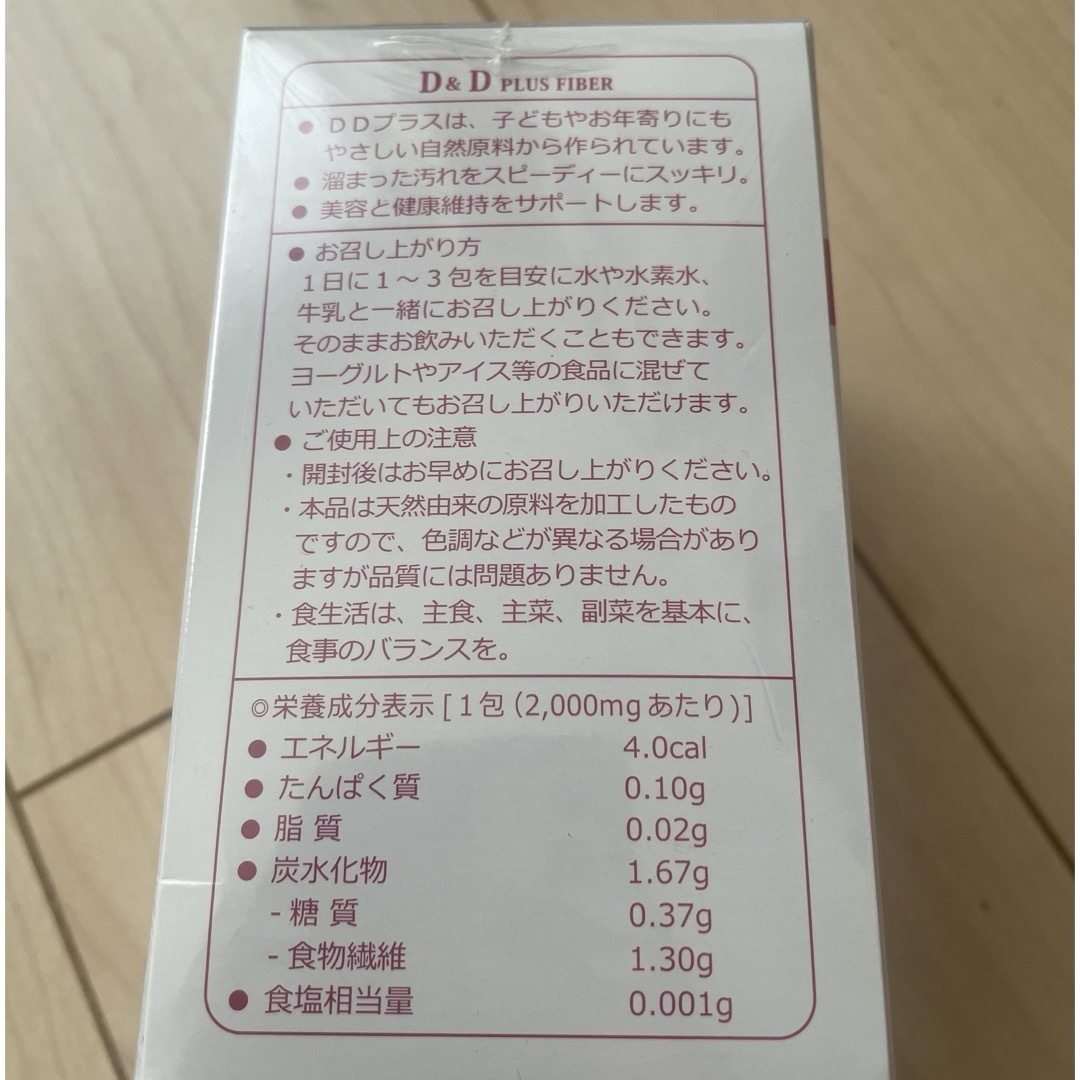 D & D PLUS FIBER
● DDプラスは、子どもやお年寄りにも
やさしい自然原料から作られています。
● 溜まった汚れをスピーディーにスッキリ。
● 美容と健康維持をサポートします。
● お召し上がり方
1日に1～3包を目安に水や水素水、
牛乳と一緒にお召し上がりください。
そのままお飲みいただくこともできます。
ヨーグルトやアイス等の食品に混ぜて
いただいてもお召し上がりいただけます。
● ご使用上の注意
・開封後はお早めにお召し上がりください。
・本品は天然由来の原料を加工したもの
ですので、色調などが異なる場合があり
ますが品質には問題ありません。
・食生活は、主食、主菜、副菜を基本に、
食事のバランスを。
◎栄養成分表示 [1包(2,000mgあたり)]
● エネルギー 4.0cal
● たんぱく質 0.10g
● 脂 質 0.02g
● 炭水化物 1.67g
- 糖 質 0.37g
- 食物繊維 1.30g
● 食塩相当量 0.001g